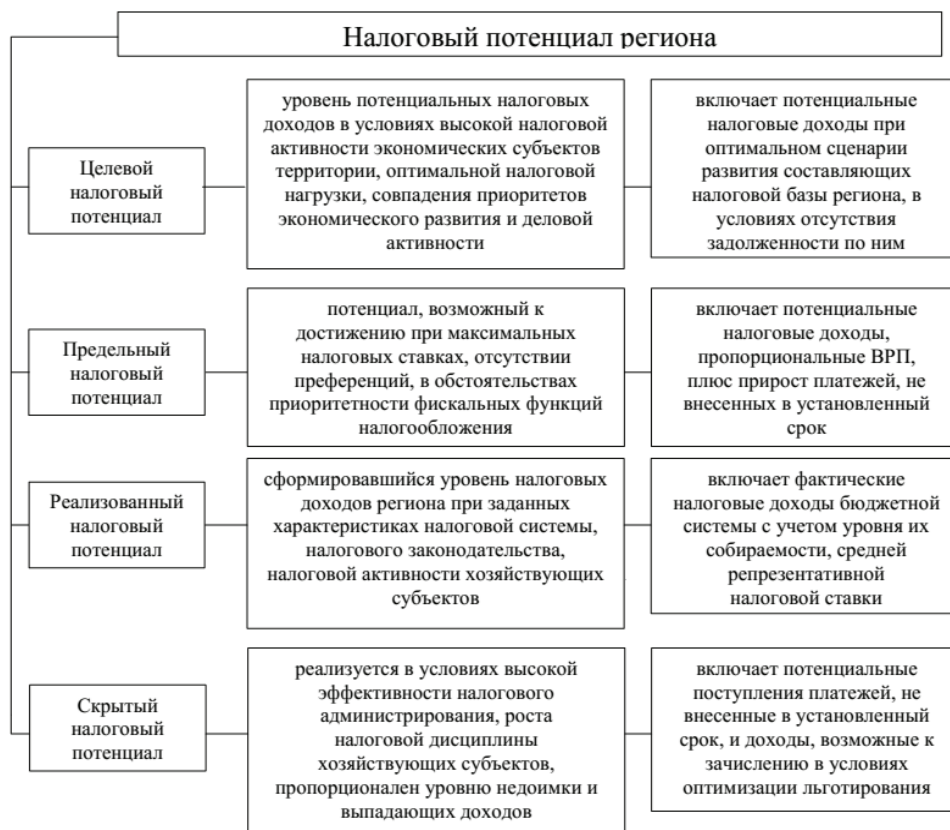 Налоговый потенциал региона
Целевой
налоговый
потенциал
уровень потенциальных налоговых
доходов в условиях высокой налоговой
активности экономических субъектов
территории, оптимальной налоговой
нагрузки, совпадения приоритетов
экономического развития и деловой
активности
включает потенциальные
налоговые доходы при
оптимальном сценарии
развития составляющих
налоговой базы региона, в
условиях отсутствия
задолженности по ним
Предельный
налоговый
потенциал
потенциал, возможный к
достижению при максимальных
налоговых ставках, отсутствии
преференций, в обстоятельствах
приоритетности фискальных функций
налогообложения
включает потенциальные
налоговые доходы,
пропорциональные ВРП,
плюс прирост платежей, не
внесенных в установленный
срок
Реализованный
налоговый
потенциал
сформировавшийся уровень налоговых
доходов региона при заданных
характеристиках налоговой системы,
налогового законодательства,
налоговой активности хозяйствующих
субъектов
включает фактические
налоговые доходы бюджетной
системы с учетом уровня их
собираемости, средней
репрезентативной
налоговой ставки
Скрытый
налоговый
потенциал
реализуется в условиях высокой
эффективности налогового
администрирования, роста
налоговой дисциплины
хозяйствующих субъектов,
пропорционален уровню недоимки и
выпадающих доходов
включает потенциальные
поступления платежей, не
внесенные в установленный
срок, и доходы, возможные к
зачислению в условиях
оптимизации льготирования